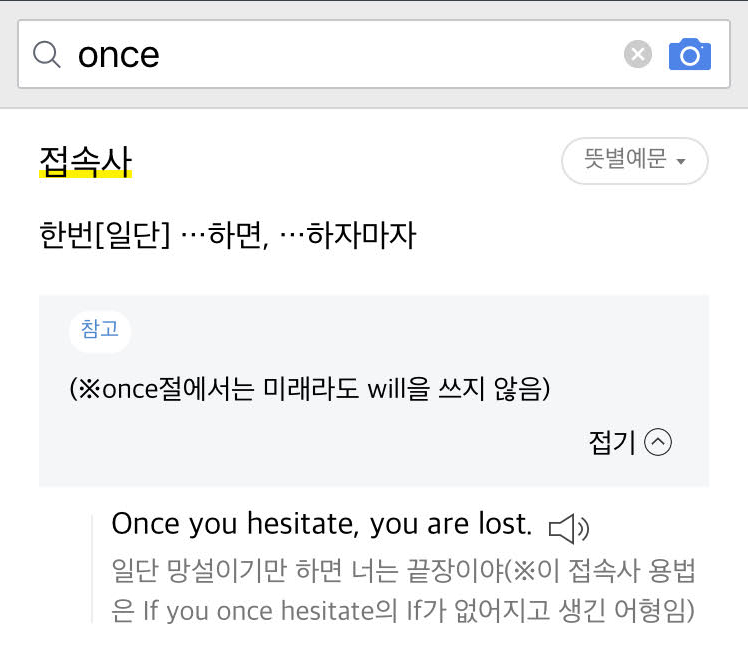 once
접속사
뜻별예문
한번[일단] …하면, …하자마자
참고
(※once절에서는 미래라도 will을 쓰지 않음)
접기
Once you hesitate, you are lost.
일단 망설이기만 하면 너는 끝장이야(※이 접속사 용법
은 If you once hesitate의 If가 없어지고 생긴 어형임)